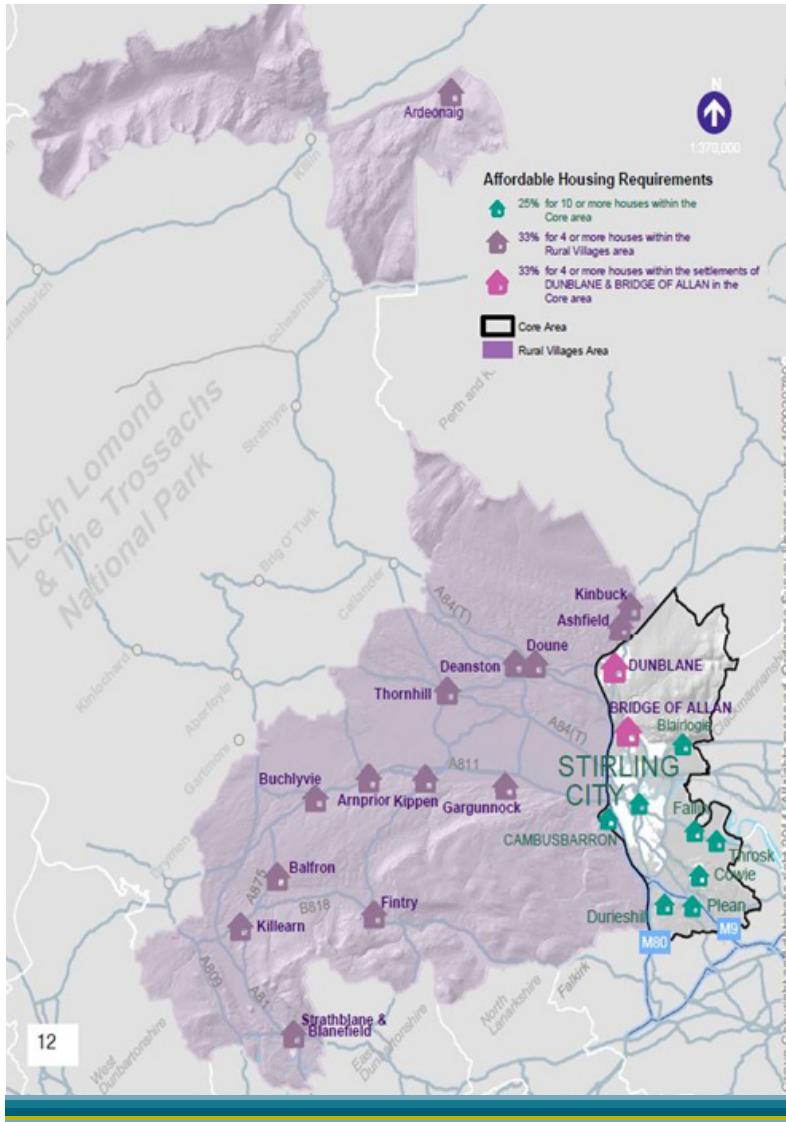 Ardeonaig
N
1:370,000
Killin
Affordable Housing Requirements
25% for 10 or more houses within the
Core area
33% for 4 or more houses within the
Rural Villages area
33% for 4 or more houses within the settlements of
DUNBLANE & BRIDGE OF ALLAN in the
Core area
Core Area
Rural Villages Area
Lochearnhead
Strathyre
Loch Lomond
& The Trossachs
National Park
Brig O' Turk
Callander
A84(T)
Kinbuck
Ashfield
Doune
Deanston
DUNBLANE
Thornhill
Kinlochard
Aberfoyle
BRIDGE OF ALLAN
Blairlogie
Clackmannanshire
A84(T)
Gartmore
A811
STIRLING
CITY
Buchlyvie
Arnprior
Kippen
Gargunnock
CAMBUSBARRON
Throsk
Cowie
Drymen
Balfron
A875
B818
Fintry
Killearn
Durieshill
Plean
M9
M80
A809
A81
Strathblane &
Blanefield
Falkirk
North
Lanarkshire
East
Dunbartonshire
West
Dunbartonshire
12